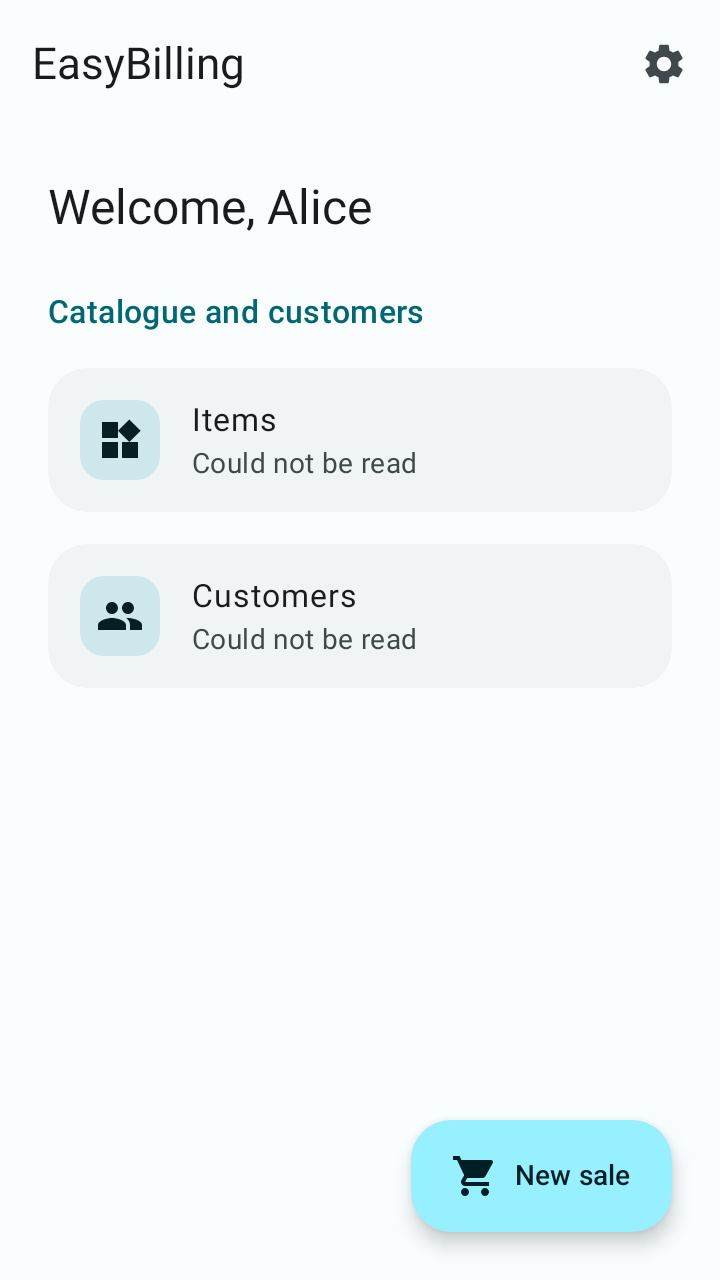 EasyBilling
Welcome, Alice
Catalogue and customers
Items
Could not be read
Customers
Could not be read
New sale